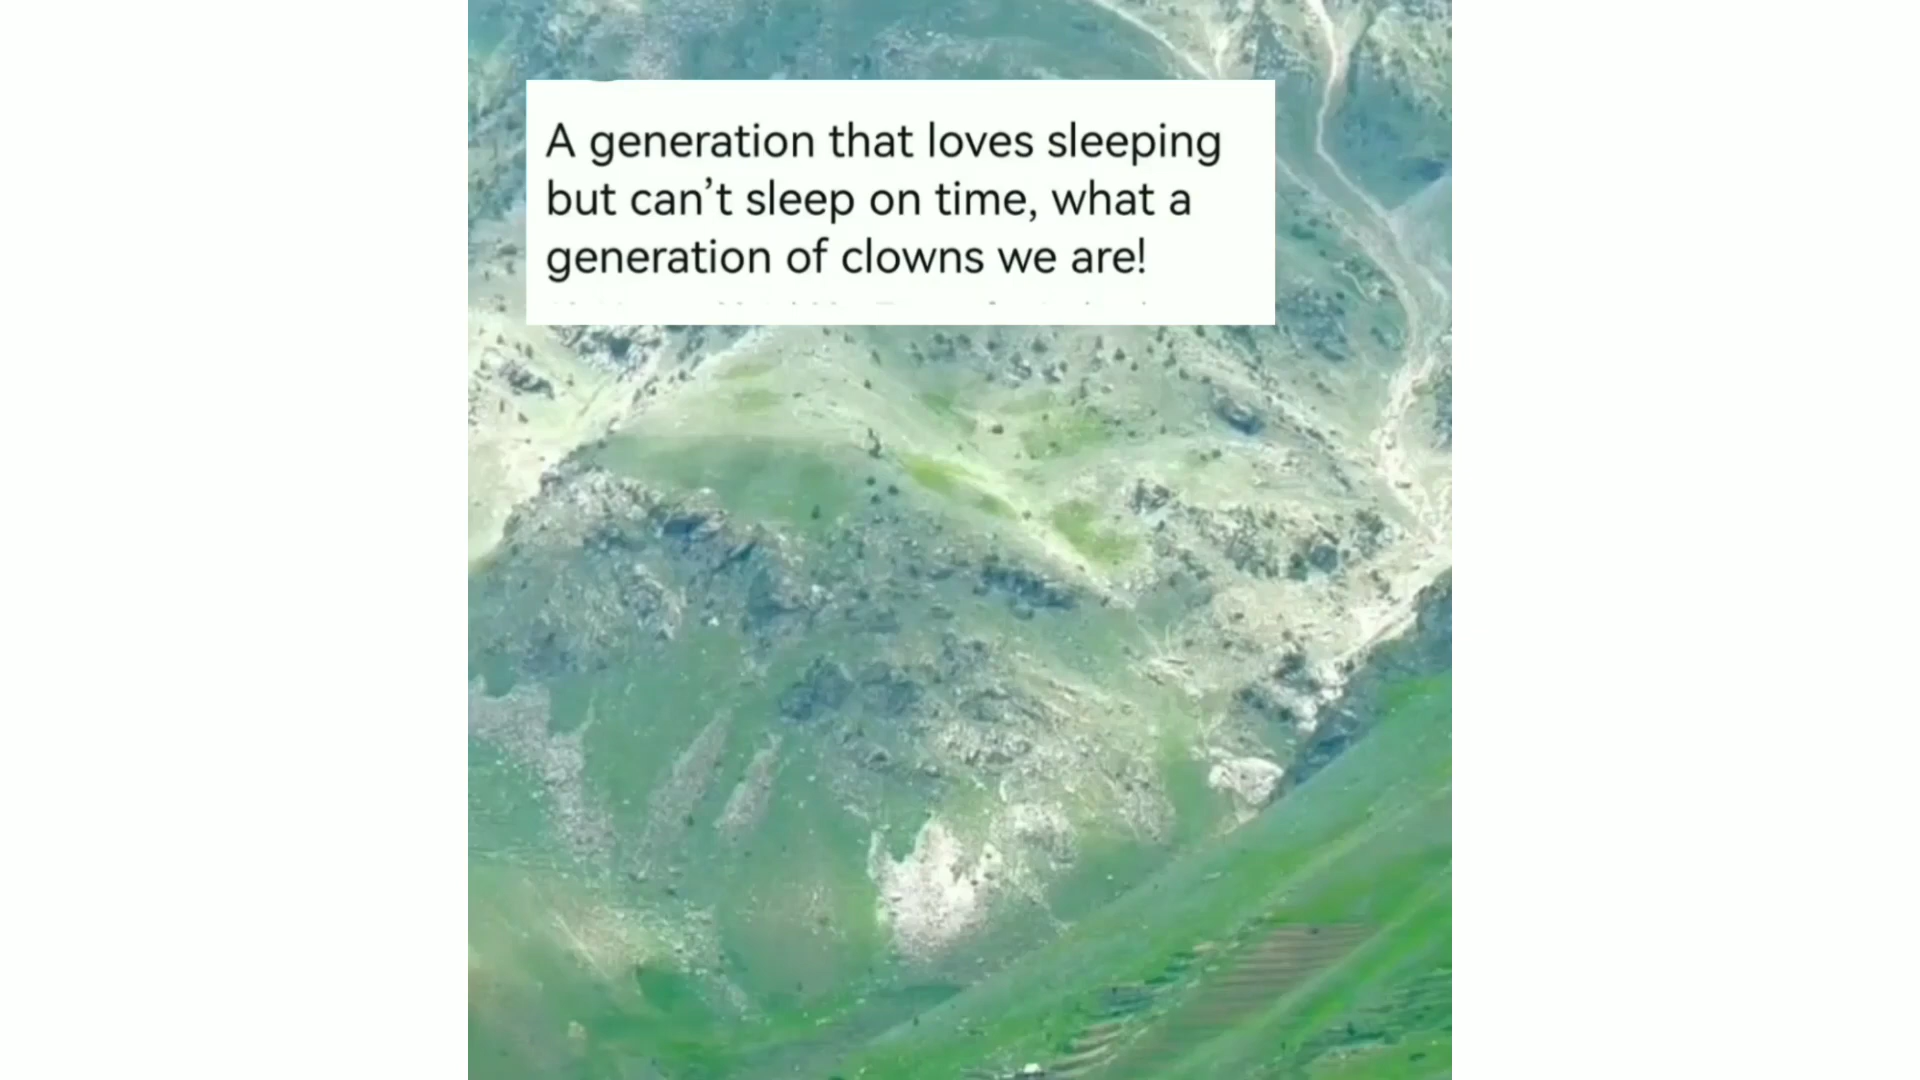 A generation that loves sleeping
but can’t sleep on time, what a
generation of clowns we are!